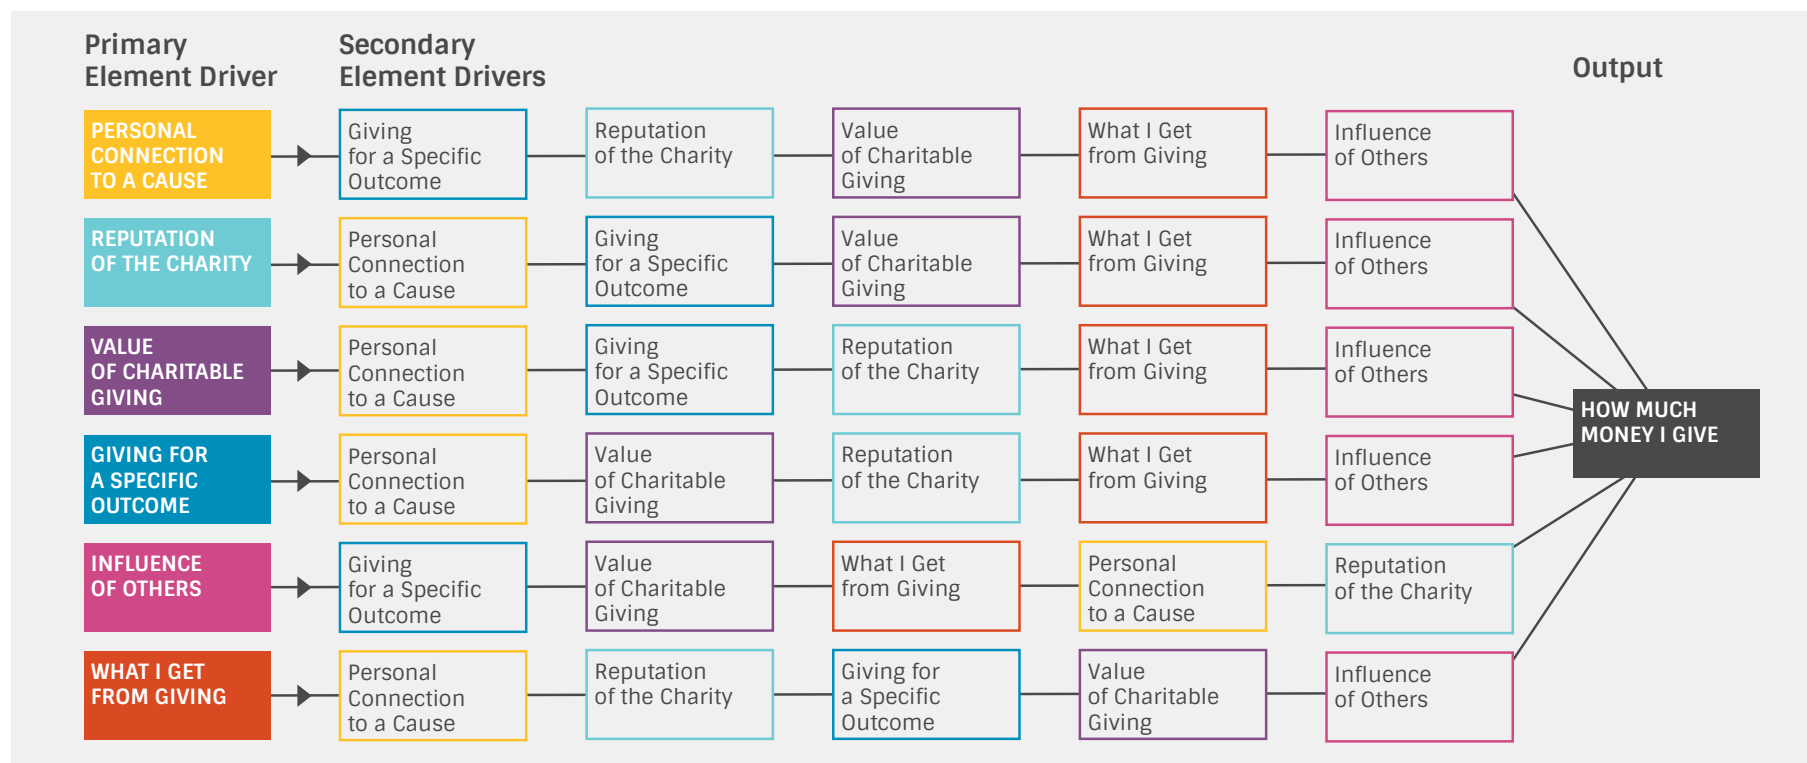 Primary
Element Driver
Secondary
Element Drivers
Output
PERSONAL
CONNECTION
TO A CAUSE
Giving
for a Specific
Outcome
Reputation
of the Charity
Value
of Charitable
Giving
What I Get
from Giving
Influence
of Others
REPUTATION
OF THE CHARITY
Personal
Connection
to a Cause
Giving
for a Specific
Outcome
Value
of Charitable
Giving
What I Get
from Giving
Influence
of Others
VALUE
OF CHARITABLE
GIVING
Personal
Connection
to a Cause
Giving
for a Specific
Outcome
Reputation
of the Charity
What I Get
from Giving
Influence
of Others
HOW MUCH
MONEY I GIVE
GIVING FOR
A SPECIFIC
OUTCOME
Personal
Connection
to a Cause
Value
of Charitable
Giving
Reputation
of the Charity
What I Get
from Giving
Influence
of Others
INFLUENCE
OF OTHERS
Giving
for a Specific
Outcome
Value
of Charitable
Giving
What I Get
from Giving
Personal
Connection
to a Cause
Reputation
of the Charity
WHAT I GET
FROM GIVING
Personal
Connection
to a Cause
Reputation
of the Charity
Giving for
a Specific
Outcome
Value
of Charitable
Giving
Influence
of Others